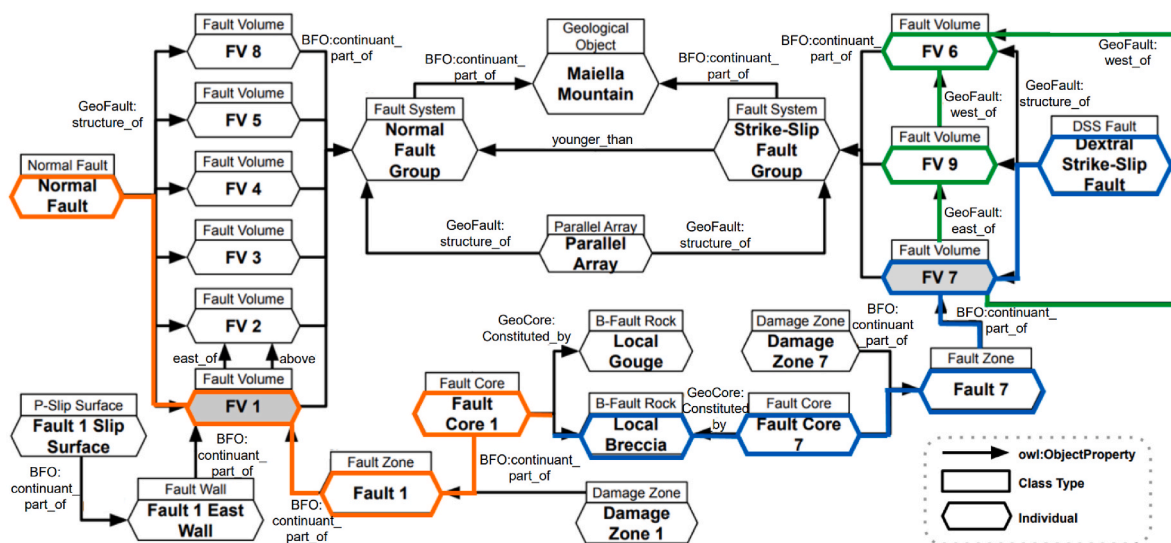 Fault Volume
FV 8
BFO:continuant_
part_of
Fault Volume
FV 5
GeoFault:
structure_of
Fault Volume
FV 4
Normal Fault
Normal
Fault
Fault Volume
FV 3
Fault Volume
FV 2
east_of
above
Fault Volume
FV 1
P-Slip Surface
Fault 1 Slip
Surface
BFO:
continuant_
part_of
BFO:
continuant_
part_of
Fault Wall
Fault 1 East
Wall
Geological
Object
Maiella
Mountain
BFO:continuant_
part_of
BFO:continuant_
part_of
Fault System
Normal
Fault
Group
younger_than
Fault System
Strike-Slip
Fault
Group
GeoFault:
structure_of
Parallel Array
Parallel
Array
GeoFault:
structure_of
BFO:continuant_
part_of
Fault Volume
FV 6
GeoFault:
west_of
GeoFault:
west_of
GeoFault:
structure_of
Fault Volume
FV 9
DSS Fault
Dextral
Strike-Slip
Fault
GeoFault:
east_of
Fault Volume
FV 7
BFO:continuant_
part_of
GeoCore:
Constituted_by
B-Fault Rock
Local
Gouge
Damage Zone
Damage
Zone 7
BFO:
continuant
_part_of
Fault Zone
Fault 7
Fault Core
Fault
Core 1
B-Fault Rock
Local
Breccia
GeoCore:
Constituted_
by
Fault Core
Fault Core
7
Fault Zone
Fault 1
BFO:continuant_
part_of
BFO:
continuant_
part_of
Damage Zone
Damage
Zone 1
owl:ObjectProperty
Class Type
Individual